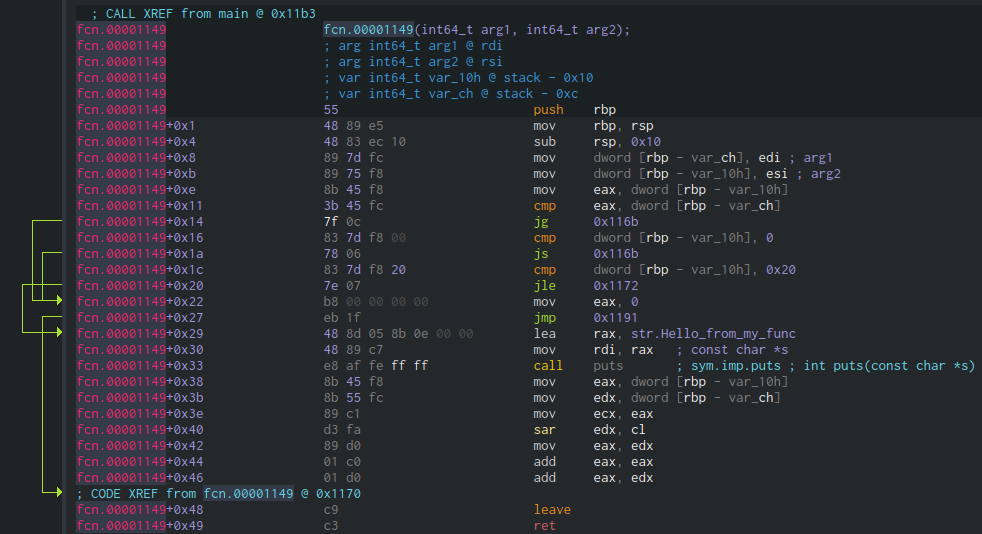 ; CALL XREF from main @ 0x11b3
fcn.00001149 fcn.00001149(int64_t arg1, int64_t arg2);
fcn.00001149 ; arg int64_t arg1 @ rdi
fcn.00001149 ; arg int64_t arg2 @ rsi
fcn.00001149 ; var int64_t var_10h @ stack - 0x10
fcn.00001149 ; var int64_t var_ch @ stack - 0xc
fcn.00001149 55 push rbp
fcn.00001149+0x1 48 89 e5 mov rbp, rsp
fcn.00001149+0x4 48 83 ec 10 sub rsp, 0x10
fcn.00001149+0x8 89 7d fc mov dword [rbp - var_ch], edi ; arg1
fcn.00001149+0xb 89 75 f8 mov dword [rbp - var_10h], esi ; arg2
fcn.00001149+0xe 8b 45 f8 mov eax, dword [rbp - var_10h]
fcn.00001149+0x11 3b 45 fc cmp eax, dword [rbp - var_ch]
fcn.00001149+0x14 7f 0c jg 0x116b
fcn.00001149+0x16 83 7d f8 00 cmp dword [rbp - var_10h], 0
fcn.00001149+0x1a 78 06 js 0x116b
fcn.00001149+0x1c 83 7d f8 20 cmp dword [rbp - var_10h], 0x20
fcn.00001149+0x20 7e 07 jle 0x1172
fcn.00001149+0x22 b8 00 00 00 00 mov eax, 0
fcn.00001149+0x27 eb 1f jmp 0x1191
fcn.00001149+0x29 48 8d 05 8b 0e 00 00 lea rax, str.Hello_from_my_func
fcn.00001149+0x30 48 89 c7 mov rdi, rax ; const char *s
fcn.00001149+0x33 e8 af fe ff ff call puts ; sym.imp.puts ; int puts(const char *s)
fcn.00001149+0x38 8b 45 f8 mov eax, dword [rbp - var_10h]
fcn.00001149+0x3b 8b 55 fc mov edx, dword [rbp - var_ch]
fcn.00001149+0x3e 89 c1 mov ecx, eax
fcn.00001149+0x40 d3 fa sar edx, cl
fcn.00001149+0x42 89 d0 mov eax, edx
fcn.00001149+0x44 01 c0 add eax, eax
fcn.00001149+0x46 01 d0 add eax, edx
; CODE XREF from fcn.00001149 @ 0x1170
fcn.00001149+0x48 c9 leave
fcn.00001149+0x49 c3 ret